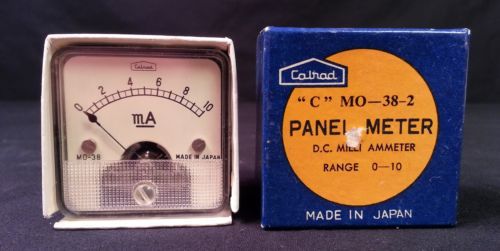 Calrad
0 2 4 6 8 10
mA
MO-38 MADE IN JAPAN
Calrad
"C" MO-38-2
PANEL METER
D.C. MILLI AMMETER
RANGE 0-10
MADE IN JAPAN